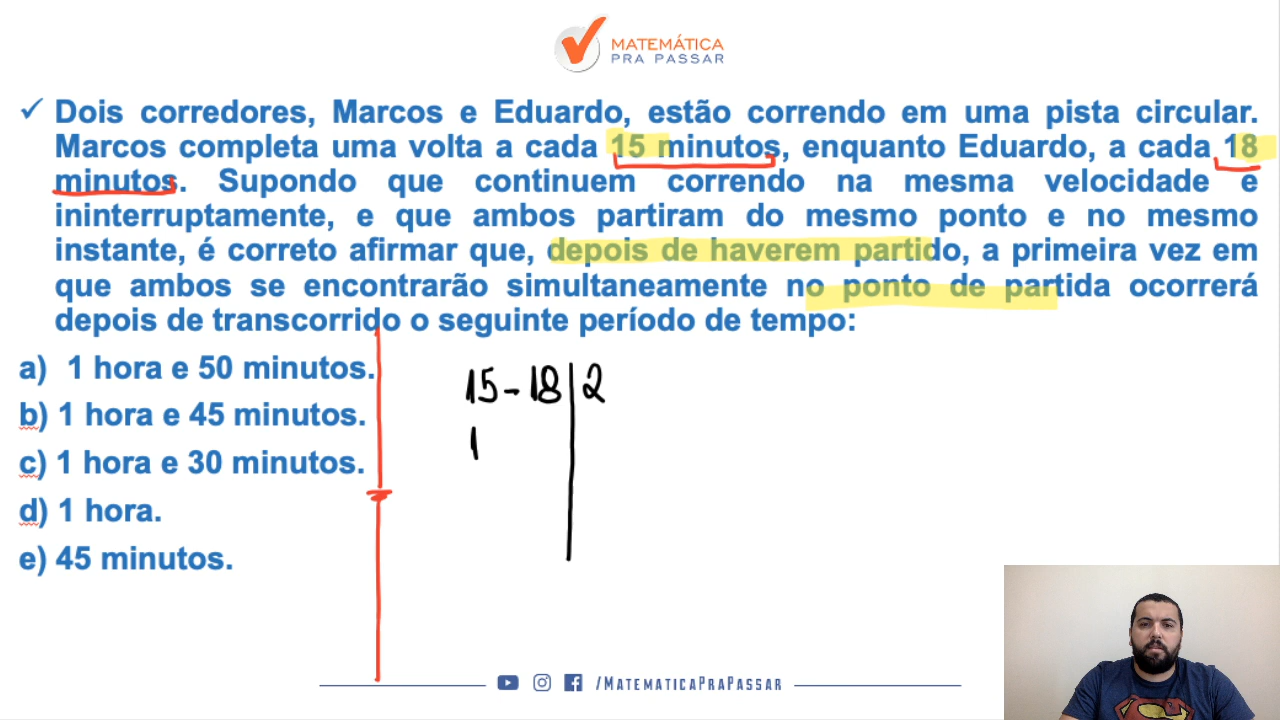 MATEMÁTICA
PRA PASSAR
✓ Dois corredores, Marcos e Eduardo, estão correndo em uma pista circular.
Marcos completa uma volta a cada 15 minutos, enquanto Eduardo, a cada 18
minutos. Supondo que continuem correndo na mesma velocidade e
ininterruptamente, e que ambos partiram do mesmo ponto e no mesmo
instante, é correto afirmar que, depois de haverem partido, a primeira vez em
que ambos se encontrarão simultaneamente no ponto de partida ocorrerá
depois de transcorrido o seguinte período de tempo:
a) 1 hora e 50 minutos.
b) 1 hora e 45 minutos.
c) 1 hora e 30 minutos.
d) 1 hora.
e) 45 minutos.
15 - 18 | 2
1
/MATEMATICAPRAPASSAR